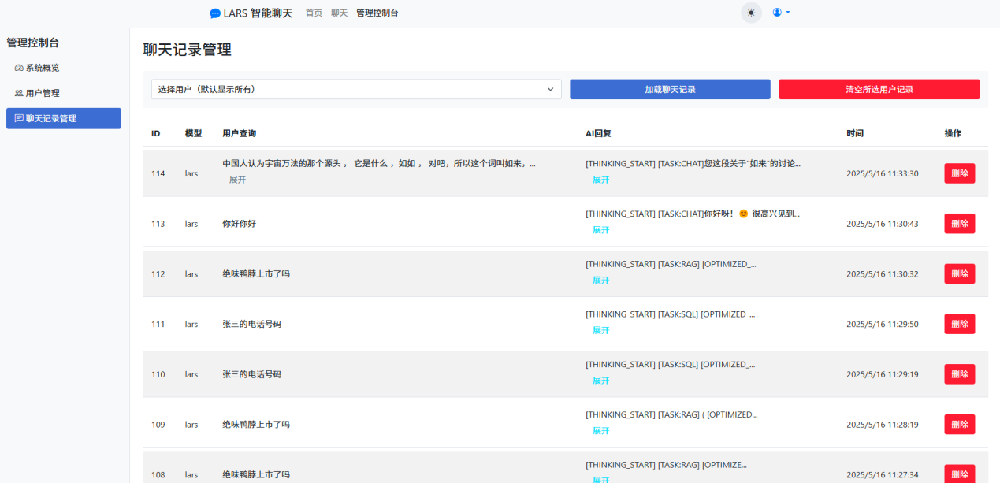 LARS 智能聊天 首页 聊天 管理控制台
管理控制台
系统概览
用户管理
聊天记录管理
聊天记录管理
选择用户（默认显示所有） 加载聊天记录 清空所选用户记录
ID 模型 用户查询 AI回复 时间 操作
114 lars 中国人认为宇宙万法的那个源头 ， 它是什么 ，如如 ， 对吧，所以这个词叫如来，... 展开 [THINKING_START] [TASK:CHAT]您这段关于“如来”的讨论... 展开 2025/5/16 11:33:30 删除
113 lars 你好你好 [THINKING_START] [TASK:CHAT]你好呀！😊 很高兴见到... 展开 2025/5/16 11:30:43 删除
112 lars 绝味鸭脖上市了吗 [THINKING_START] [TASK:RAG] [OPTIMIZED_... 展开 2025/5/16 11:30:32 删除
111 lars 张三的电话号码 [THINKING_START] [TASK:SQL] [OPTIMIZED_... 展开 2025/5/16 11:29:50 删除
110 lars 张三的电话号码 [THINKING_START] [TASK:SQL] [OPTIMIZED_... 展开 2025/5/16 11:29:19 删除
109 lars 绝味鸭脖上市了吗 [THINKING_START] [TASK:RAG] ( [OPTIMIZED... 展开 2025/5/16 11:28:19 删除
108 lars 绝味鸭脖上市了吗 [THINKING_START] [TASK:RAG] [OPTIMIZE... 展开 2025/5/16 11:27:34 删除